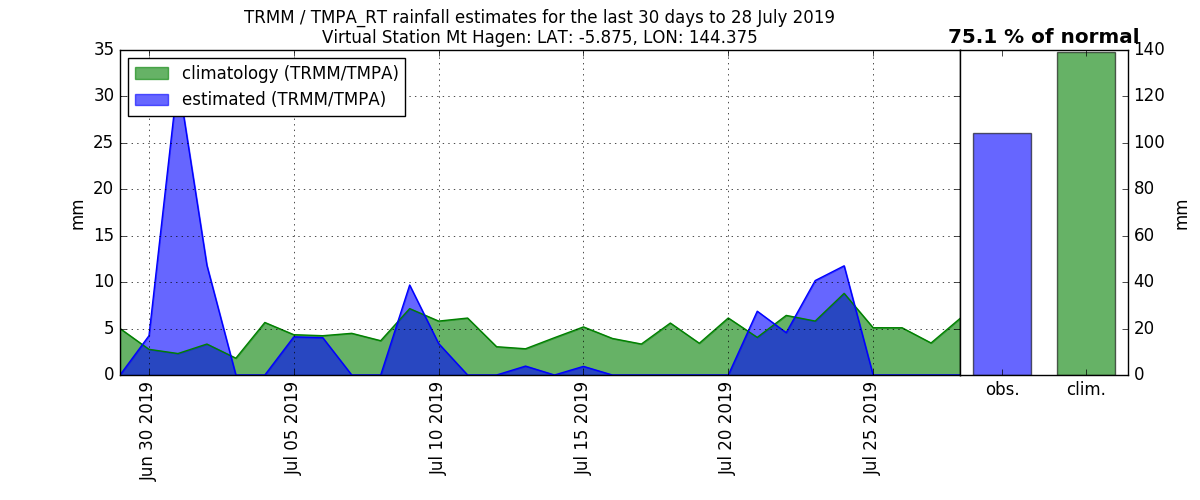 TRMM / TMPA_RT rainfall estimates for the last 30 days to 28 July 2019
Virtual Station Mt Hagen: LAT: -5.875, LON: 144.375
75.1 % of normal
climatology (TRMM/TMPA)
estimated (TRMM/TMPA)
35
30
25
20
15
10
5
0
mm
Jun 30 2019
Jul 05 2019
Jul 10 2019
Jul 15 2019
Jul 20 2019
Jul 25 2019
obs.
clim.
140
120
100
80
60
40
20
0
mm